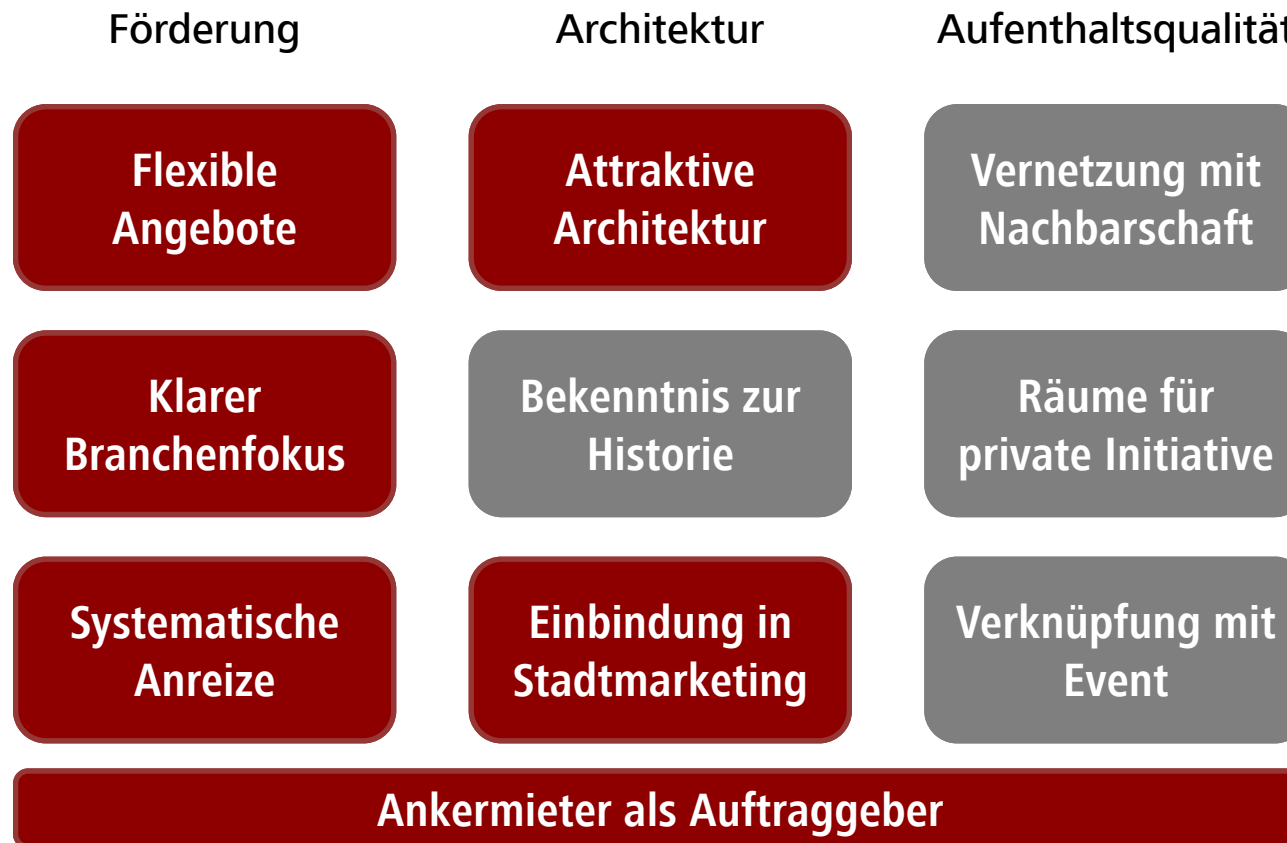 Förderung
Architektur
Aufenthaltsqualität
Flexible
Angebote
Attraktive
Architektur
Vernetzung mit
Nachbarschaft
Klarer
Branchenfokus
Bekenntnis zur
Historie
Räume für
private Initiative
Systematische
Anreize
Einbindung in
Stadtmarketing
Verknüpfung mit
Event
Ankermieter als Auftraggeber